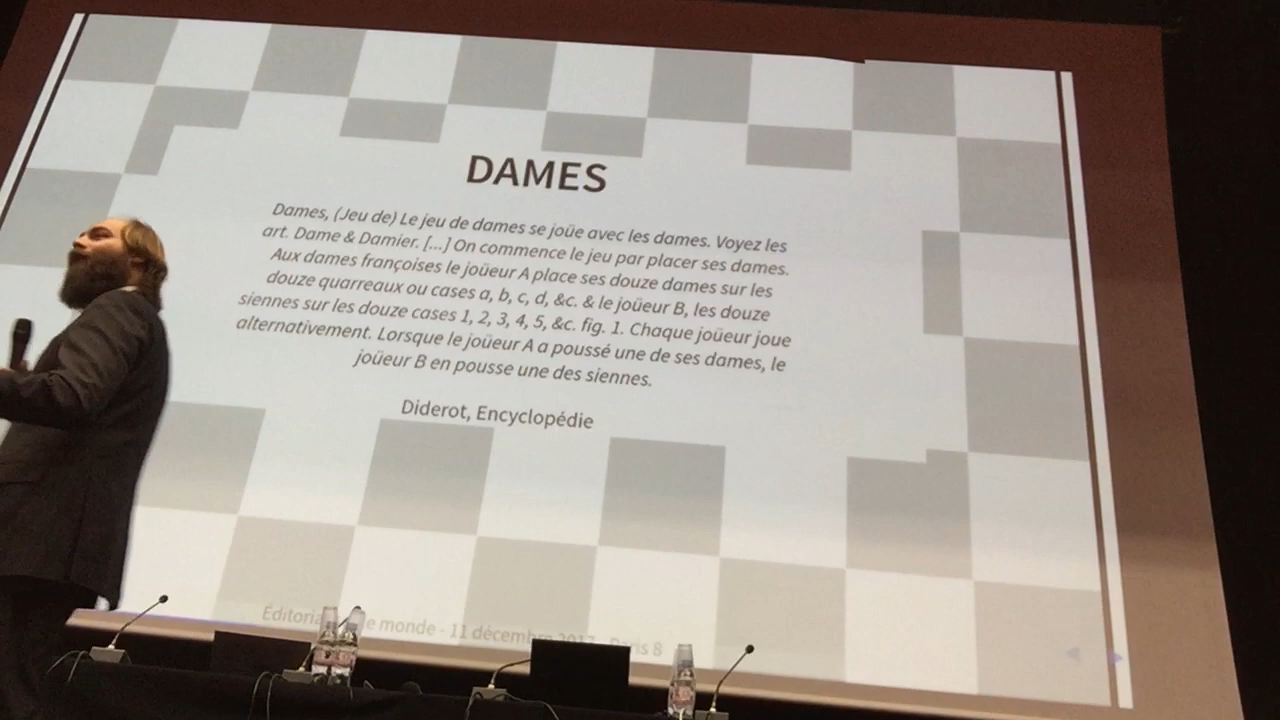 DAMES
Dames, (Jeu de) Le jeu de dames se joüe avec les dames. Voyez les
art. Dame & Damier. [...] On commence le jeu par placer ses dames.
Aux dames françoises le joüeur A place ses douze dames sur les
douze quarreaux ou cases a, b, c, d, &c. & le joüeur B, les douze
siennes sur les douze cases 1, 2, 3, 4, 5, &c. fig. 1. Chaque joüeur joue
alternativement. Lorsque le joüeur A a poussé une de ses dames, le
joüeur B en pousse une des siennes.
Diderot, Encyclopédie
e monde - 11 décembre 2017 - Paris 8